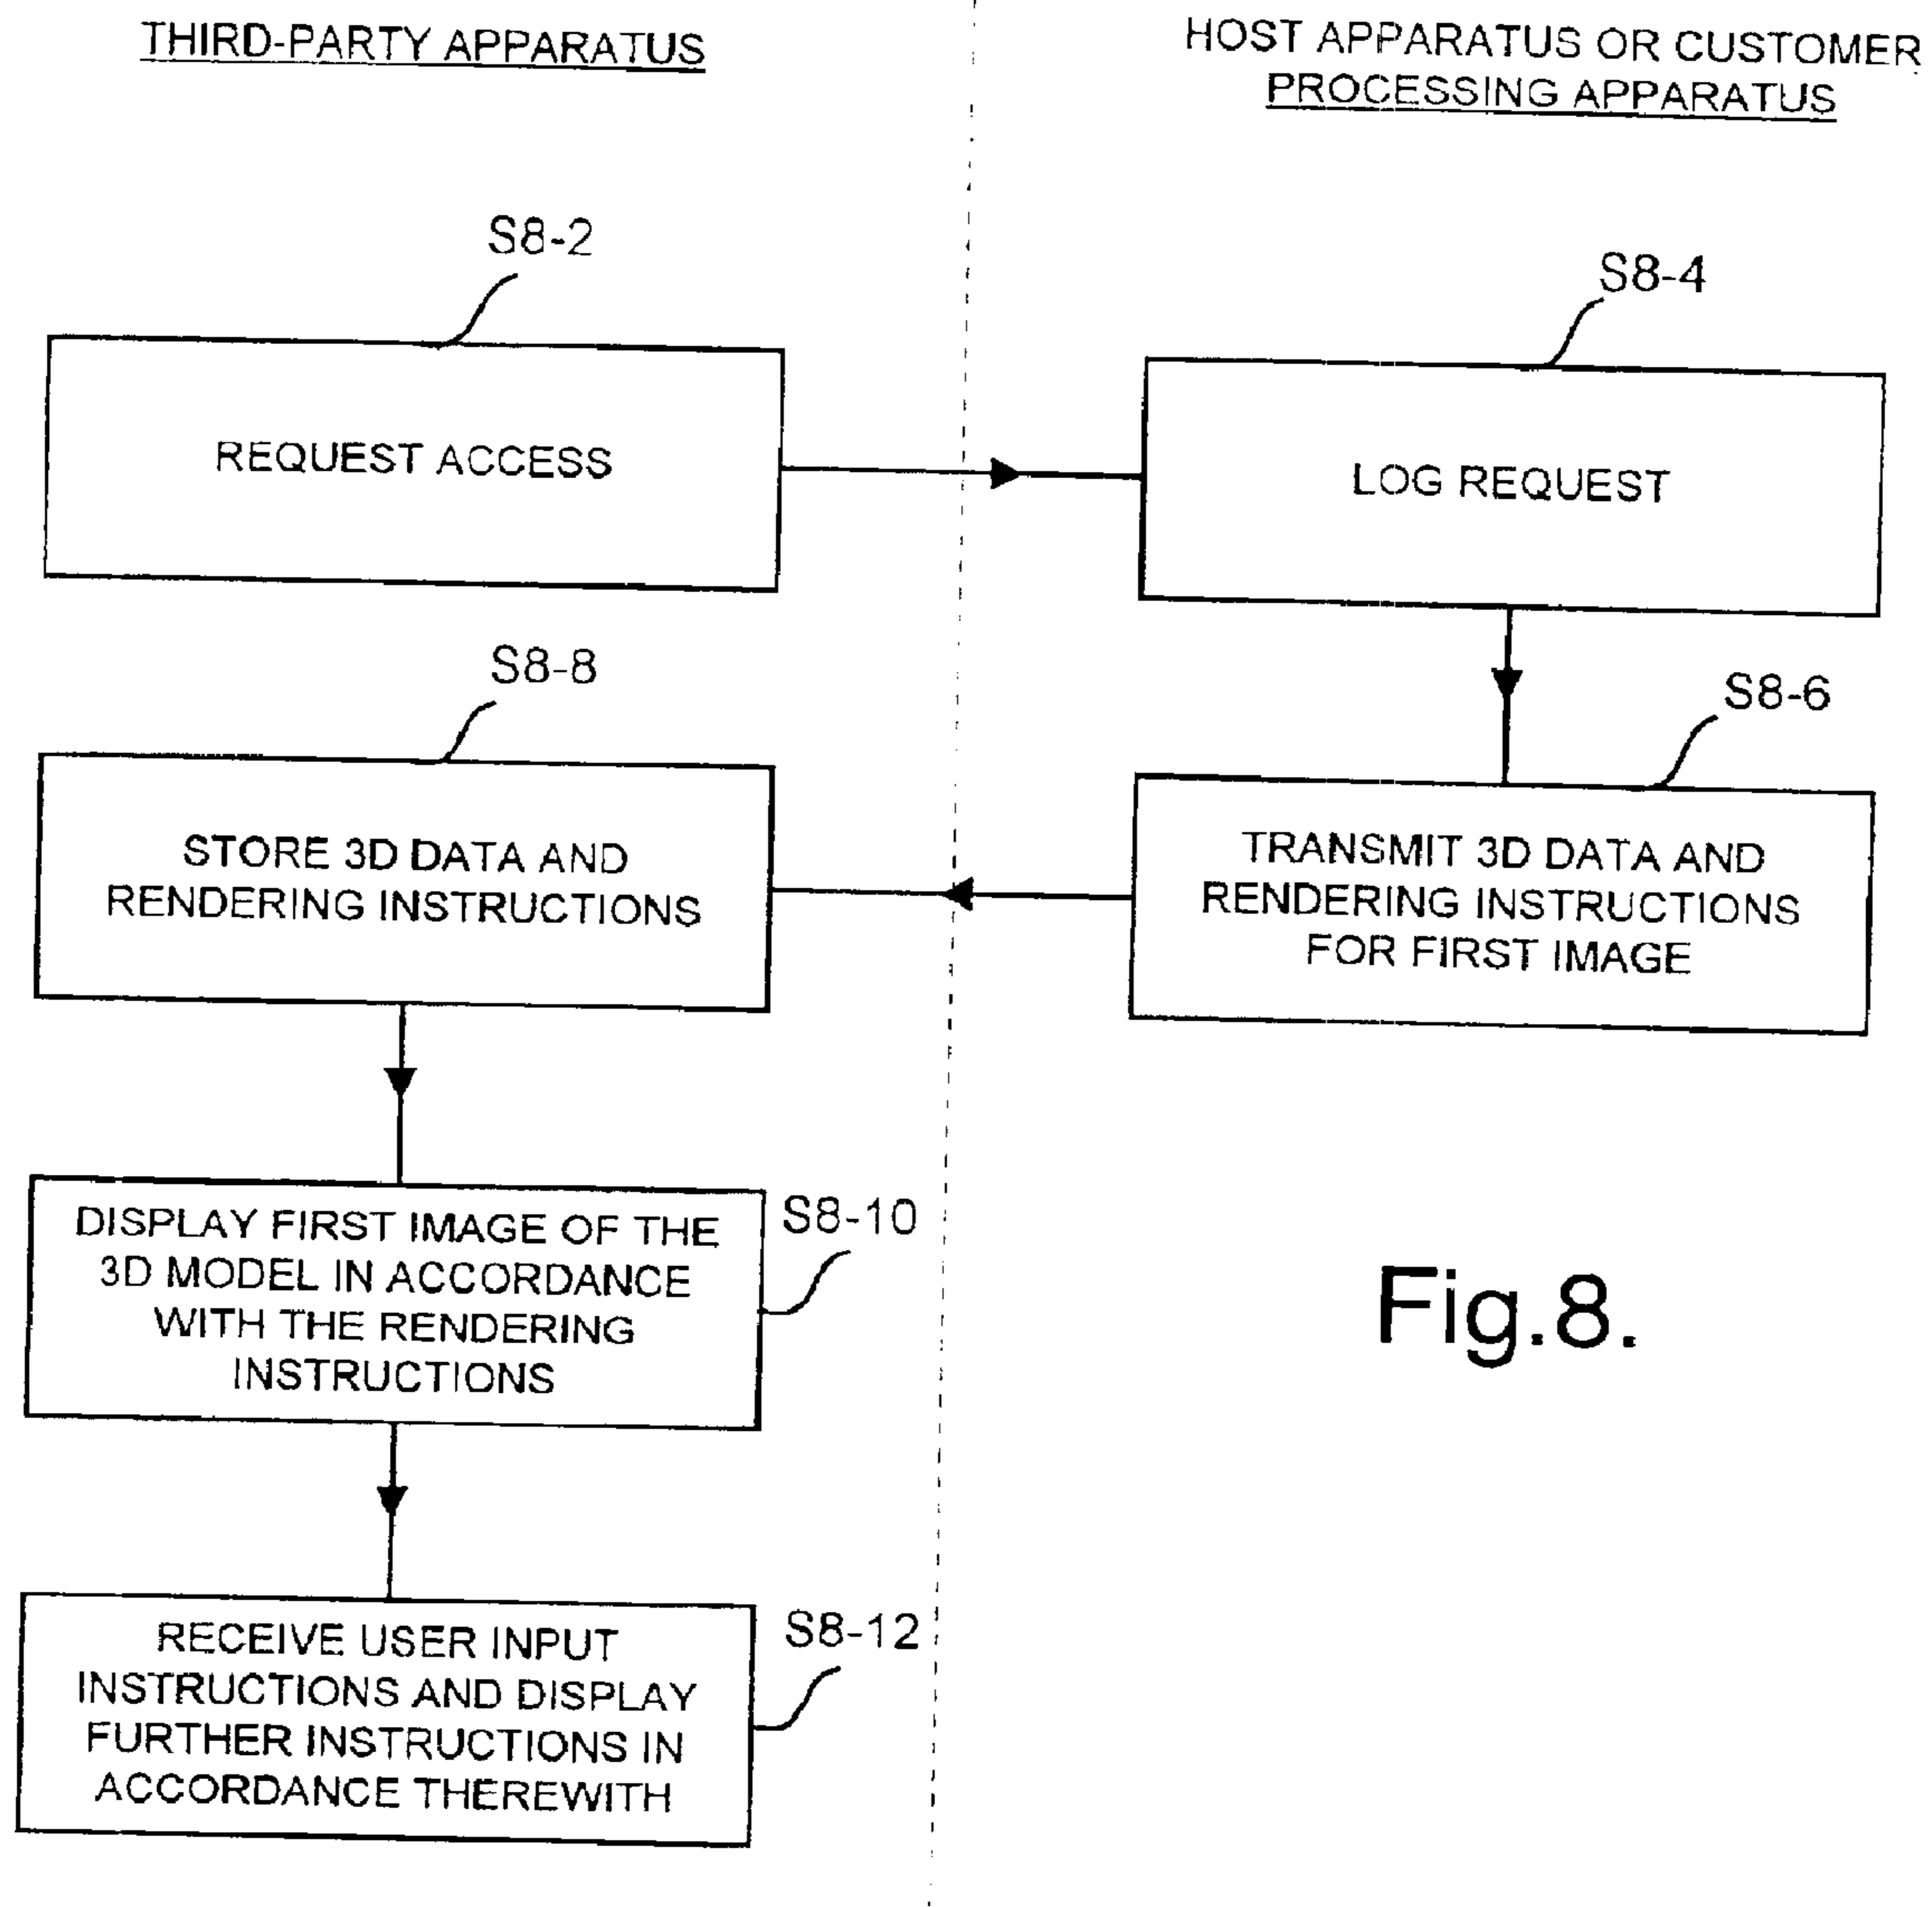 THIRD-PARTY APPARATUS
HOST APPARATUS OR CUSTOMER
PROCESSING APPARATUS
S8-2
REQUEST ACCESS
S8-4
LOG REQUEST
S8-6
TRANSMIT 3D DATA AND
RENDERING INSTRUCTIONS
FOR FIRST IMAGE
S8-8
STORE 3D DATA AND
RENDERING INSTRUCTIONS
S8-10
DISPLAY FIRST IMAGE OF THE
3D MODEL IN ACCORDANCE
WITH THE RENDERING
INSTRUCTIONS
S8-12
RECEIVE USER INPUT
INSTRUCTIONS AND DISPLAY
FURTHER INSTRUCTIONS IN
ACCORDANCE THEREWITH
Fig.8.